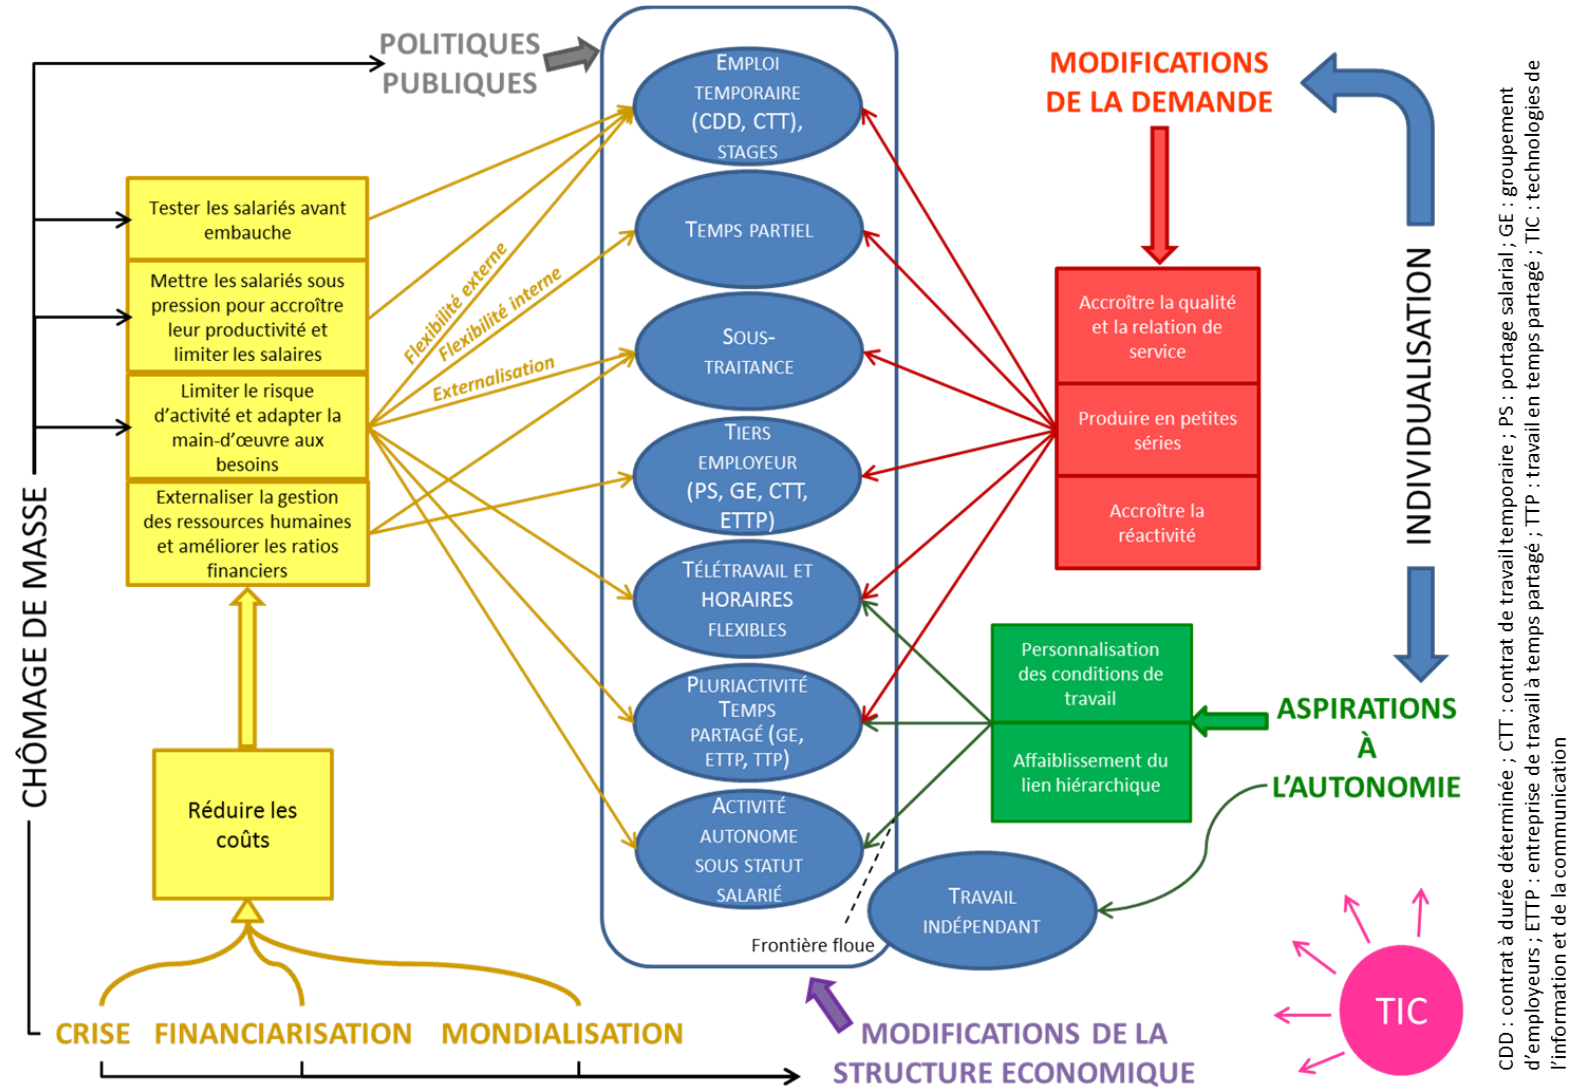 POLITIQUES
PUBLIQUES
EMPLOI
TEMPORAIRE
(CDD, CTT),
STAGES
TEMPS PARTIEL
SOUS-
TRAITANCE
TIERS
EMPLOYEUR
(PS, GE, CTT,
ETTP)
TÉLÉTRAVAIL ET
HORAIRES
FLEXIBLES
PLURIACTIVITÉ
TEMPS
PARTAGÉ (GE,
ETTP, TTP)
ACTIVITÉ
AUTONOME
SOUS STATUT
SALARIÉ
Frontière floue
TRAVAIL
INDÉPENDANT
MODIFICATIONS
DE LA DEMANDE
Accroître la qualité
et la relation de
service
Produire en petites
séries
Accroître la
réactivité
Personnalisation
des conditions de
travail
Affaiblissement du
lien hiérarchique
ASPIRATIONS
À
L'AUTONOMIE
INDIVIDUALISATION
Tester les salariés avant
embauche
Mettre les salariés sous
pression pour accroître
leur productivité et
limiter les salaires
Limiter le risque
d'activité et adapter la
main-d'œuvre aux
besoins
Externaliser la gestion
des ressources humaines
et améliorer les ratios
financiers
Flexibilité externe
Flexibilité interne
Externalisation
Réduire les
coûts
CHÔMAGE DE MASSE
CRISE FINANCIARISATION MONDIALISATION
MODIFICATIONS DE LA
STRUCTURE ECONOMIQUE
TIC
CDD : contrat à durée déterminée ; CTT : contrat de travail temporaire ; PS : portage salarial ; GE : groupement
d'employeurs ; ETTP : entreprise de travail à temps partagé ; TTP : travail en temps partagé ; TIC : technologies de
l'information et de la communication